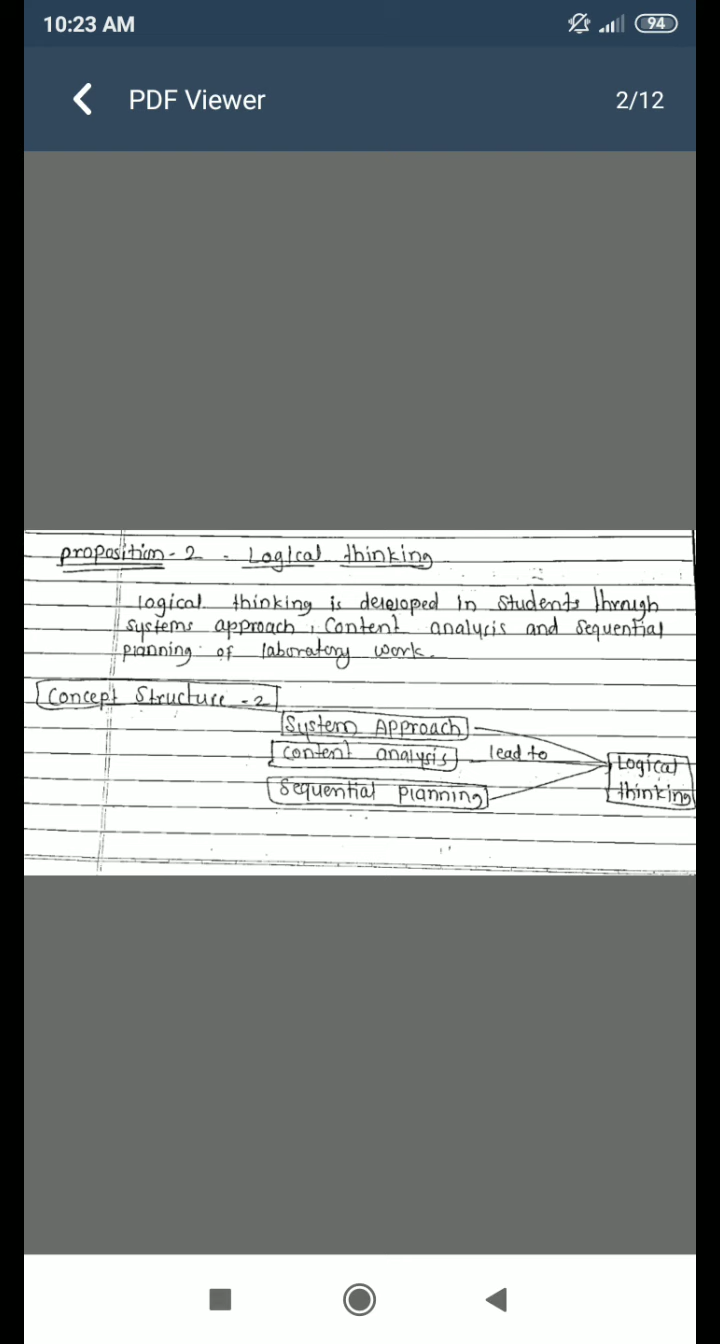 10:23 AM
94
PDF Viewer
2/12
proposition - 2 - Logical thinking
logical thinking is developed in students through
systems approach, Content analysis and sequential
planning of laboratory work.
Concept Structure - 2
System Approach
Content analysis lead to Logical
Sequential planning thinking